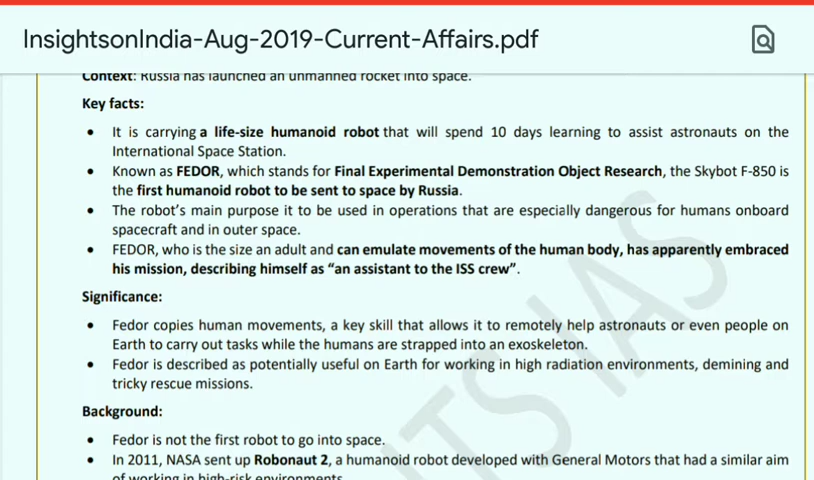 InsightsonIndia-Aug-2019-Current-Affairs.pdf
Context: Russia has launched an unmanned rocket into space.
Key facts:
• It is carrying a life-size humanoid robot that will spend 10 days learning to assist astronauts on the
International Space Station.
• Known as FEDOR, which stands for Final Experimental Demonstration Object Research, the Skybot F-850 is
the first humanoid robot to be sent to space by Russia.
• The robot's main purpose it to be used in operations that are especially dangerous for humans onboard
spacecraft and in outer space.
• FEDOR, who is the size an adult and can emulate movements of the human body, has apparently embraced
his mission, describing himself as "an assistant to the ISS crew".
Significance:
• Fedor copies human movements, a key skill that allows it to remotely help astronauts or even people on
Earth to carry out tasks while the humans are strapped into an exoskeleton.
• Fedor is described as potentially useful on Earth for working in high radiation environments, demining and
tricky rescue missions.
Background:
• Fedor is not the first robot to go into space.
• In 2011, NASA sent up Robonaut 2, a humanoid robot developed with General Motors that had a similar aim
of working in high-risk environments.
TS IAS